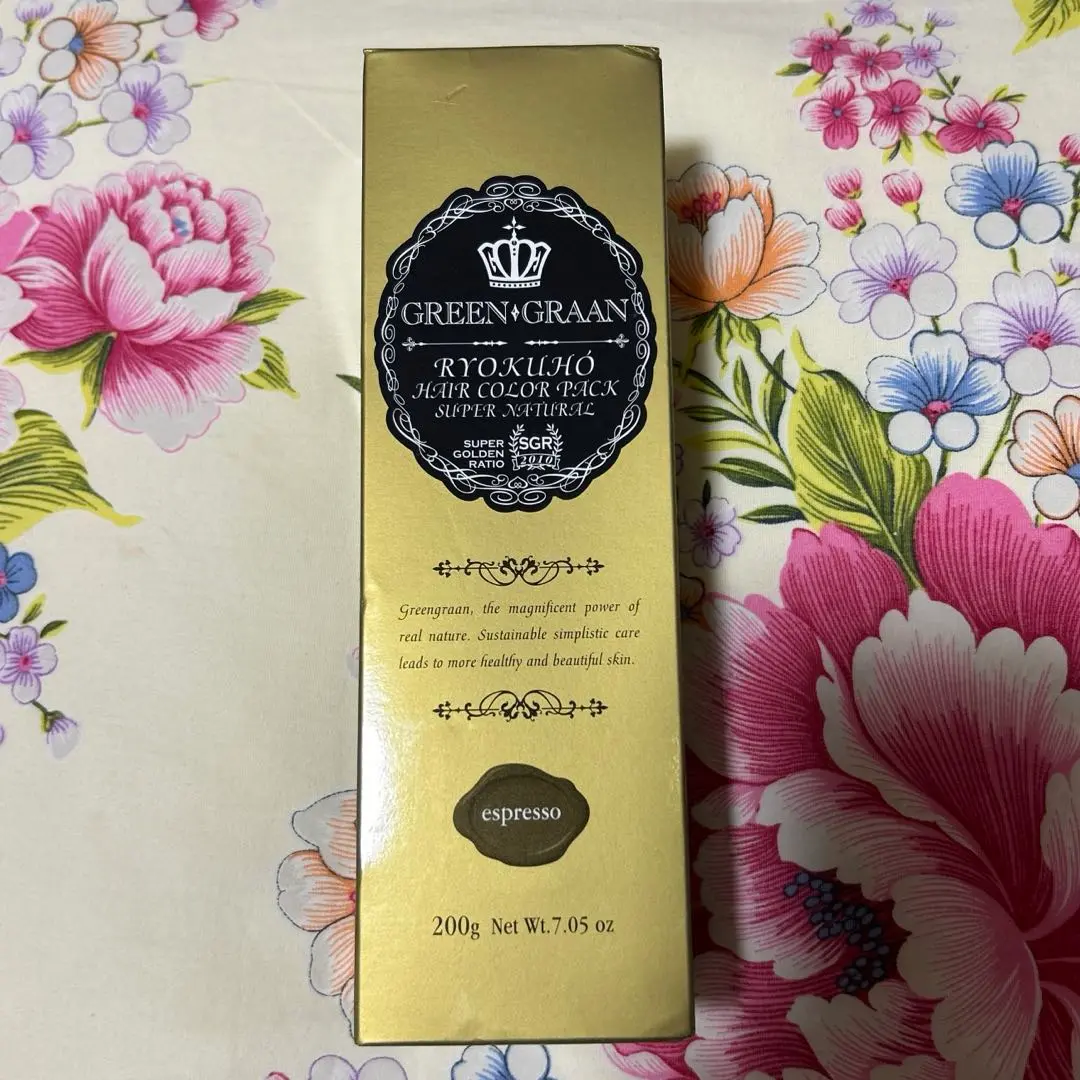 GREEN♦GRAAN
RYOKUHÓ
HAIR COLOR PACK
SUPER NATURAL
SUPER
GOLDEN
RATIO
SGR
2010
Greengraan, the magnificent power of
real nature. Sustainable simplistic care
leads to more healthy and beautiful skin.
espresso
200g Net Wt.7.05 oz